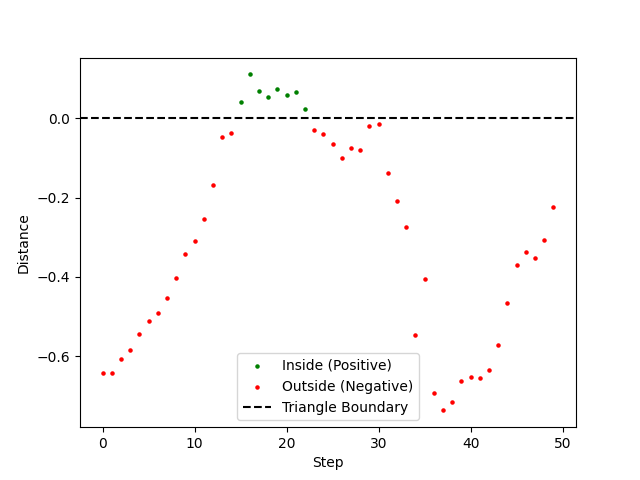 0.0
−0.2
−0.4
−0.6
Distance
Inside (Positive)
Outside (Negative)
Triangle Boundary
0 10 20 30 40 50
Step